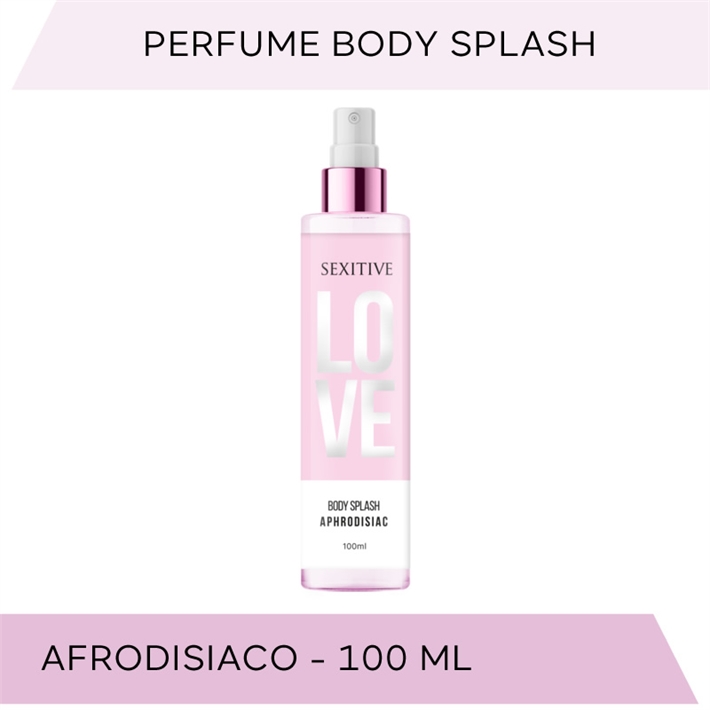 PERFUME BODY SPLASH
SEXITIVE
LO
VE
BODY SPLASH
APHRODISIAC
100ml
AFRODISIACO - 100 ML